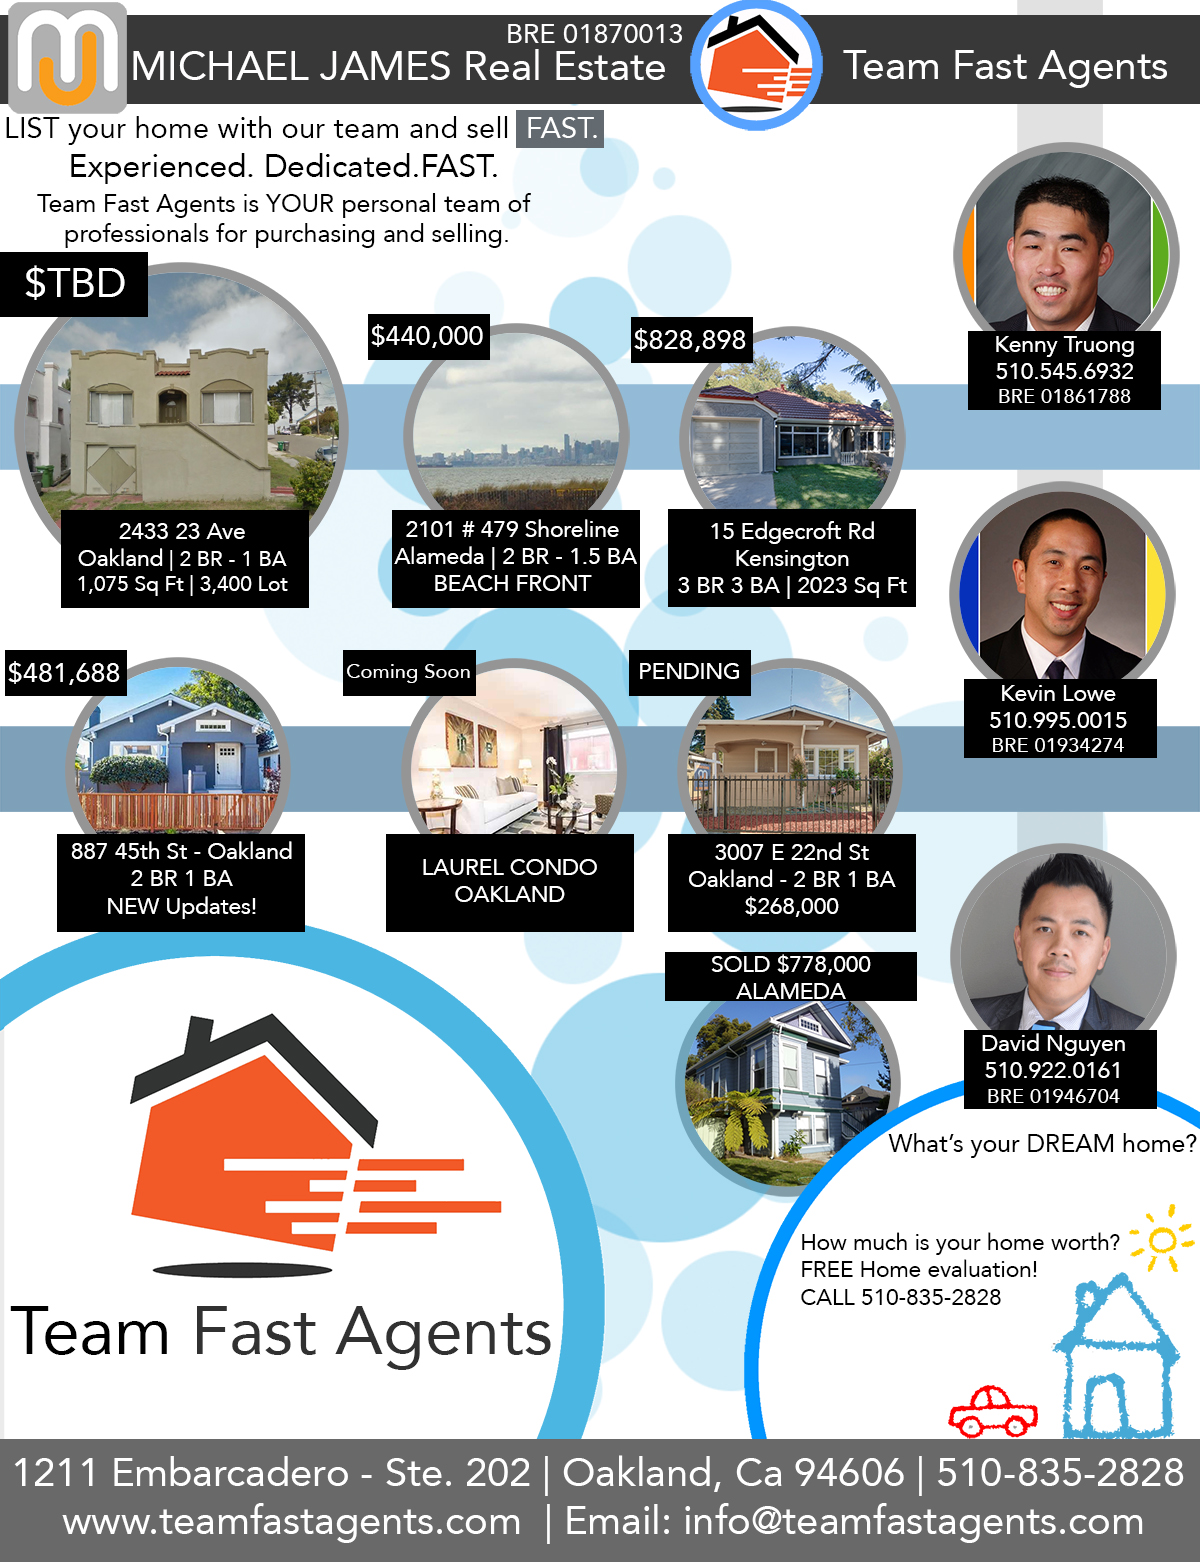 BRE 01870013
MICHAEL JAMES Real Estate
Team Fast Agents
LIST your home with our team and sell FAST.
Experienced. Dedicated.FAST.
Team Fast Agents is YOUR personal team of
professionals for purchasing and selling.
$TBD
2433 23 Ave
Oakland | 2 BR - 1 BA
1,075 Sq Ft | 3,400 Lot
$440,000
2101 # 479 Shoreline
Alameda | 2 BR - 1.5 BA
BEACH FRONT
$828,898
15 Edgecroft Rd
Kensington
3 BR 3 BA | 2023 Sq Ft
Kenny Truong
510.545.6932
BRE 01861788
Kevin Lowe
510.995.0015
BRE 01934274
$481,688
887 45th St - Oakland
2 BR 1 BA
NEW Updates!
Coming Soon
LAUREL CONDO
OAKLAND
PENDING
3007 E 22nd St
Oakland - 2 BR 1 BA
$268,000
SOLD $778,000
ALAMEDA
David Nguyen
510.922.0161
BRE 01946704
Team Fast Agents
What's your DREAM home?
How much is your home worth?
FREE Home evaluation!
CALL 510-835-2828
1211 Embarcadero - Ste. 202 | Oakland, Ca 94606 | 510-835-2828
www.teamfastagents.com | Email: info@teamfastagents.com